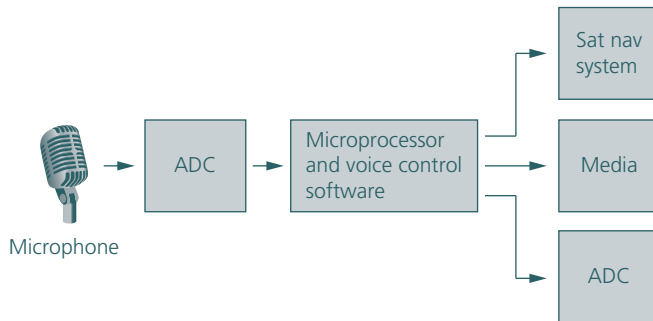 Microphone
ADC
Microprocessor
and voice control
software
Sat nav
system
Media
ADC